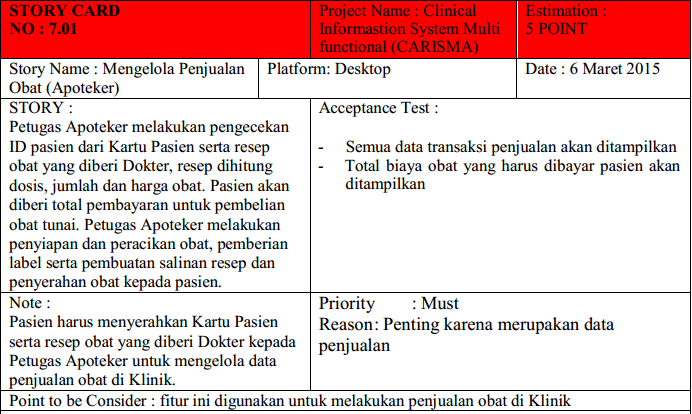 STORY CARD
NO : 7.01
Project Name : Clinical
Informastion System Multi
functional (CARISMA)
Estimation :
5 POINT
Story Name : Mengelola Penjualan
Obat (Apoteker)
Platform: Desktop
Date : 6 Maret 2015
STORY :
Petugas Apoteker melakukan pengecekan
ID pasien dari Kartu Pasien serta resep
obat yang diberi Dokter, resep dihitung
dosis, jumlah dan harga obat. Pasien akan
diberi total pembayaran untuk pembelian
obat tunai. Petugas Apoteker melakukan
penyiapan dan peracikan obat, pemberian
label serta pembuatan salinan resep dan
penyerahan obat kepada pasien.
Acceptance Test :
- Semua data transaksi penjualan akan ditampilkan
- Total biaya obat yang harus dibayar pasien akan
ditampilkan
Note :
Pasien harus menyerahkan Kartu Pasien
serta resep obat yang diberi Dokter kepada
Petugas Apoteker untuk mengelola data
penjualan obat di Klinik.
Priority : Must
Reason: Penting karena merupakan data
penjualan
Point to be Consider : fitur ini digunakan untuk melakukan penjualan obat di Klinik